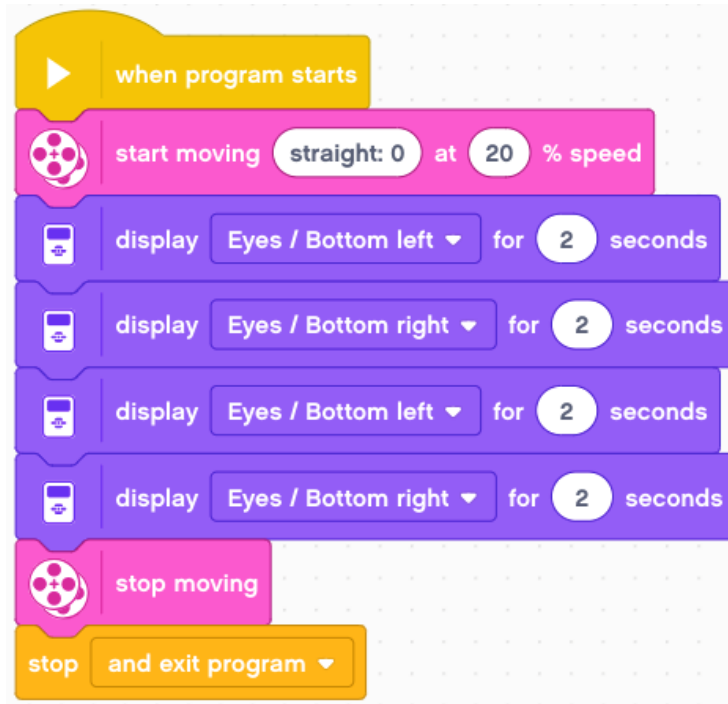 when program starts
start moving straight: 0 at 20 % speed
display Eyes / Bottom left for 2 seconds
display Eyes / Bottom right for 2 seconds
display Eyes / Bottom left for 2 seconds
display Eyes / Bottom right for 2 seconds
stop moving
stop and exit program